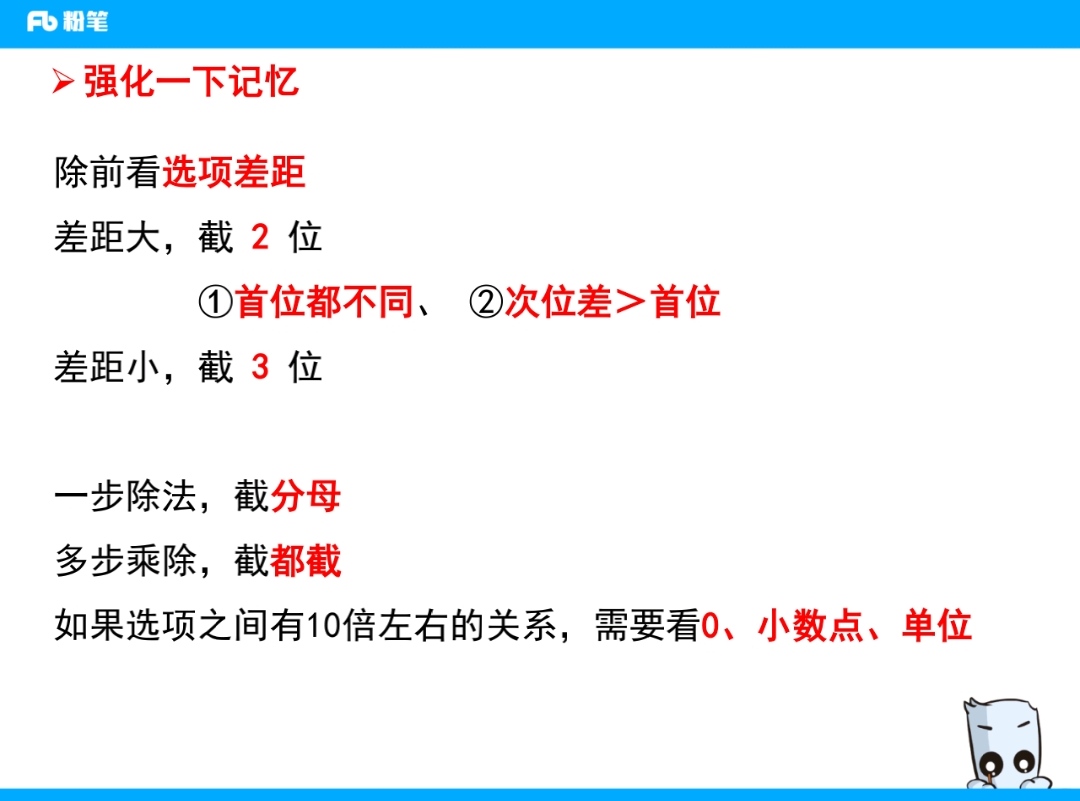 粉笔
强化一下记忆
除前看选项差距
差距大，截 2 位
①首位都不同、 ②次位差＞首位
差距小，截 3 位
一步除法，截分母
多步乘除，截都截
如果选项之间有10倍左右的关系，需要看0、小数点、单位